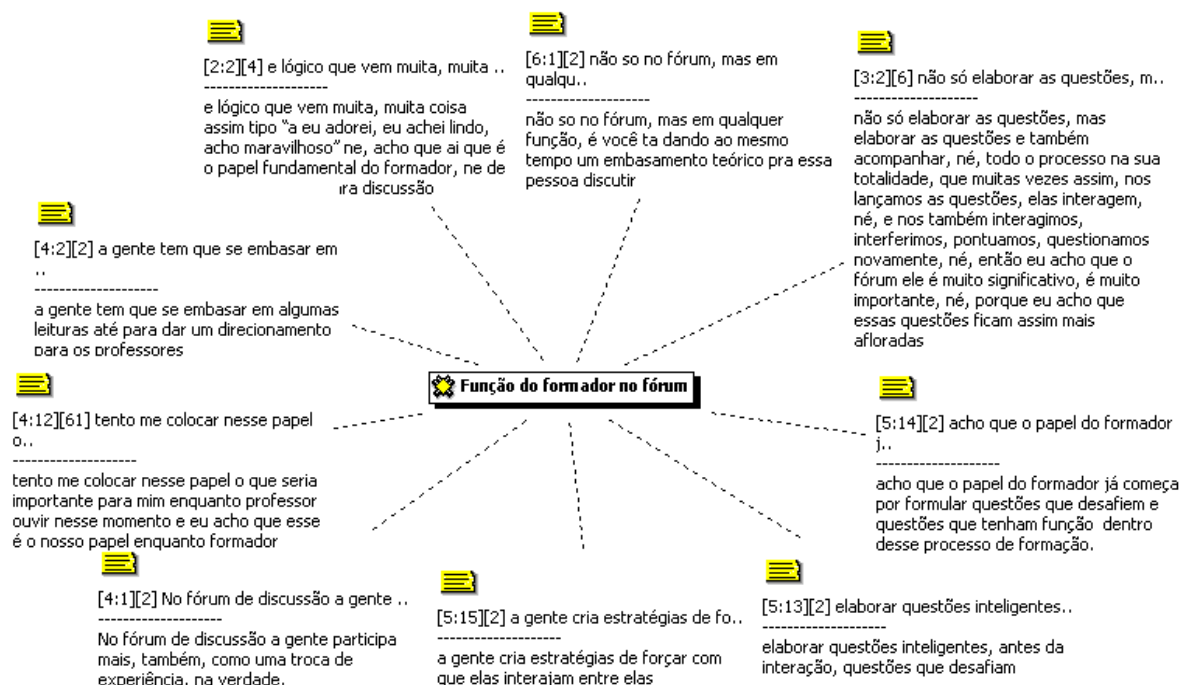 [2:2][4] e lógico que vem muita, muita ..
--------------------
e lógico que vem muita, muita coisa
assim tipo “a eu adorei, eu achei lindo,
acho maravilhoso” ne, acho que ai que é
o papel fundamental do formador, ne de
ra discussão
[6:1][2] não so no fórum, mas em
qualqu..
--------------------
não so no fórum, mas em qualquer
função, é você ta dando ao mesmo
tempo um embasamento teórico pra essa
pessoa discutir
[3:2][6] não só elaborar as questões, m..
--------------------
não só elaborar as questões, mas
elaborar as questões e também
acompanhar, né, todo o processo na sua
totalidade, que muitas vezes assim, nos
lançamos as questões, elas interagem,
né, e nos também interagimos,
interferimos, pontuamos, questionamos
novamente, né, então eu acho que o
fórum ele é muito significativo, é muito
importante, né, porque eu acho que
essas questões ficam assim mais
afloradas
[4:2][2] a gente tem que se embasar em
..
--------------------
a gente tem que se embasar em algumas
leituras até para dar um direcionamento
para os professores
Função do formador no fórum
[4:12][61] tento me colocar nesse papel
o..
--------------------
tento me colocar nesse papel o que seria
importante para mim enquanto professor
ouvir nesse momento e eu acho que esse
é o nosso papel enquanto formador
[5:14][2] acho que o papel do formador
j..
--------------------
acho que o papel do formador já começa
por formular questões que desafiem e
questões que tenham função dentro
desse processo de formação.
[4:1][2] No fórum de discussão a gente ..
--------------------
No fórum de discussão a gente participa
mais, também, como uma troca de
experiência, na verdade.
[5:15][2] a gente cria estratégias de fo..
--------------------
a gente cria estratégias de forçar com
que elas interajam entre elas
[5:13][2] elaborar questões inteligentes..
--------------------
elaborar questões inteligentes, antes da
interação, questões que desafiam